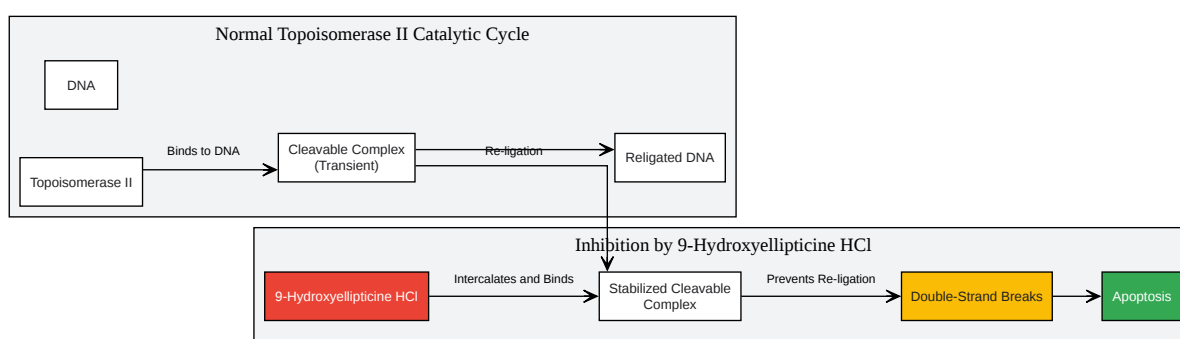 Normal Topoisomerase II Catalytic Cycle
DNA
Topoisomerase II
Binds to DNA
Cleavable Complex
(Transient)
Re-ligation
Religated DNA
Inhibition by 9-Hydroxyellipticine HCl
9-Hydroxyellipticine HCl
Intercalates and Binds
Stabilized Cleavable
Complex
Prevents Re-ligation
Double-Strand Breaks
Apoptosis